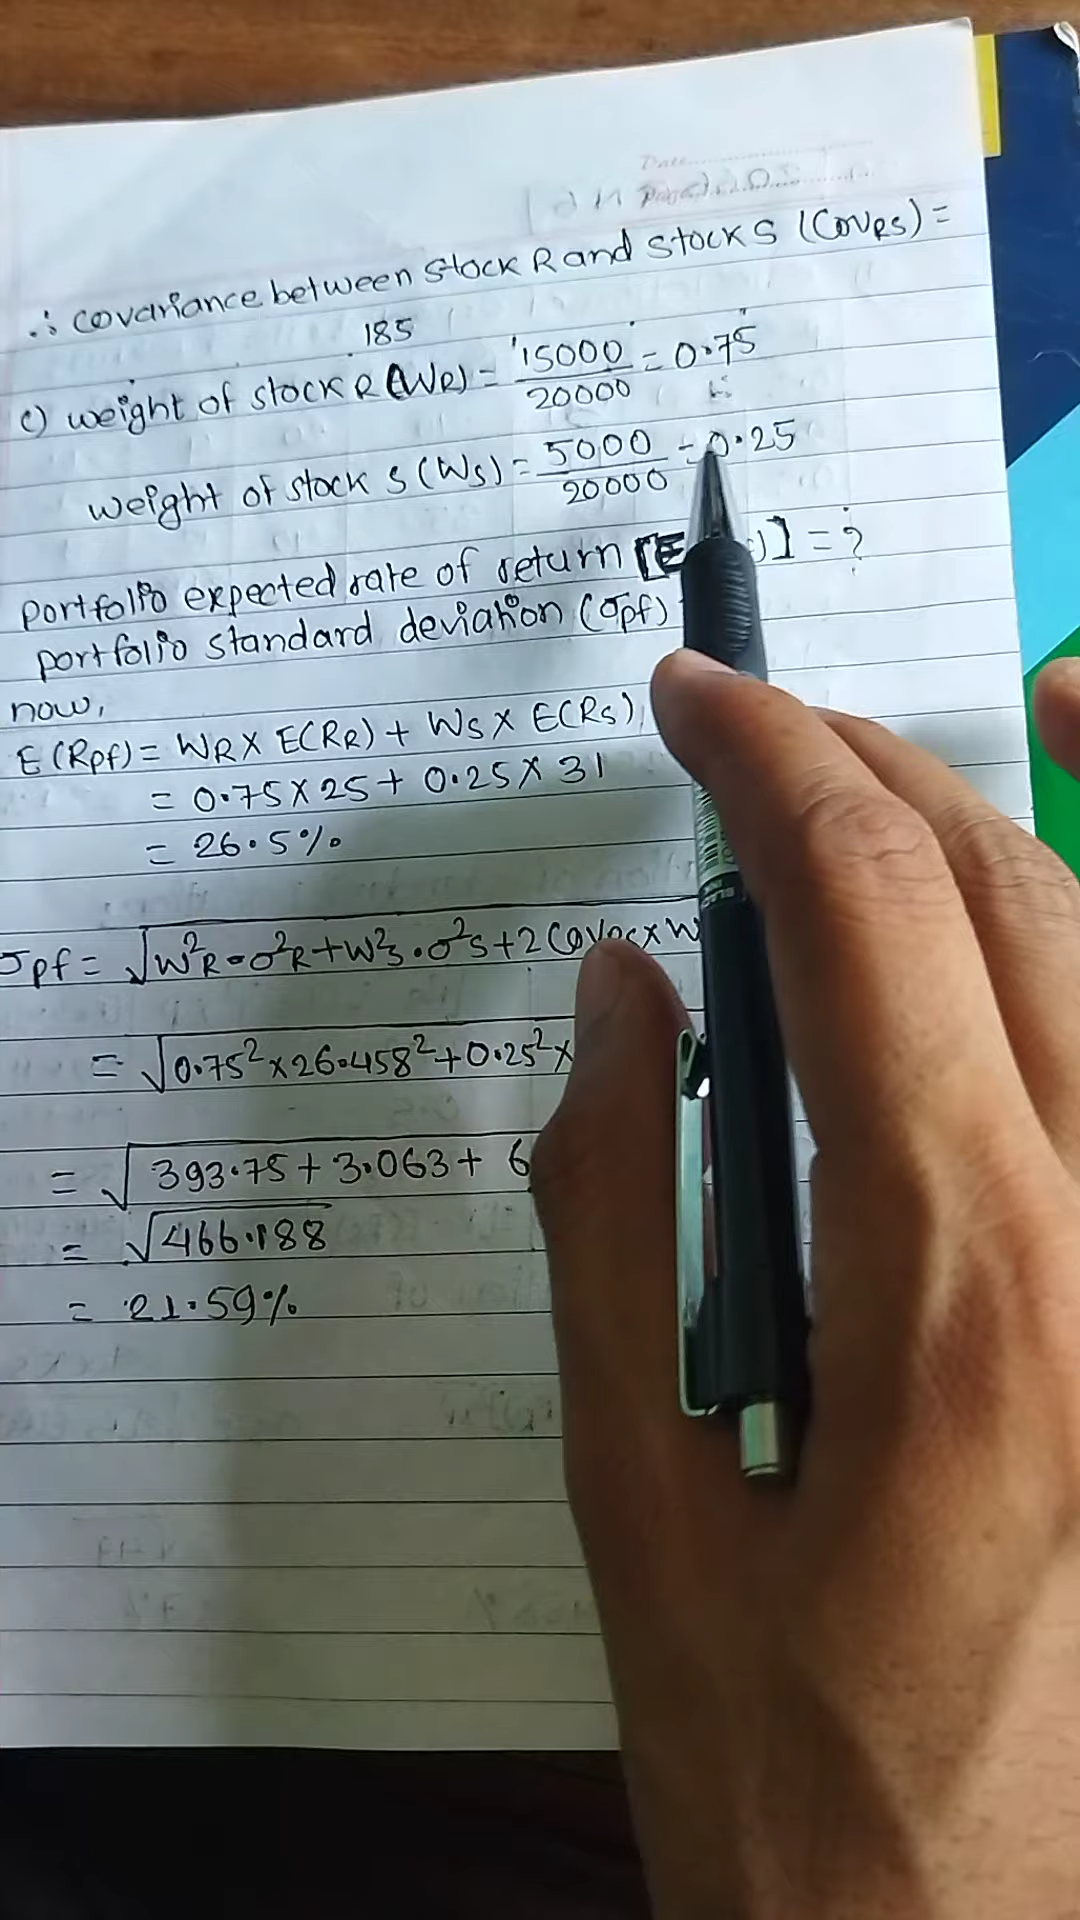 Date
∴ covariance between stock R and stock S (CovRS) =
185
c) weight of stock R (WR) = 15000/20000 = 0.75
weight of stock S (WS) = 5000/20000 = 0.25
portfolio expected rate of return [E )] = ?
portfolio standard deviation (σpf)
now,
E (Rpf) = WR X E(RR) + WS X E(RS)
= 0.75 X 25 + 0.25 X 31
= 26.5%
σpf = √W²R . σ²R + W²S . σ²S + 2 CovRS X W
= √0.75² x 26.458² + 0.25² x
= √393.75 + 3.063 + 6
= √466.188
= 21.59%